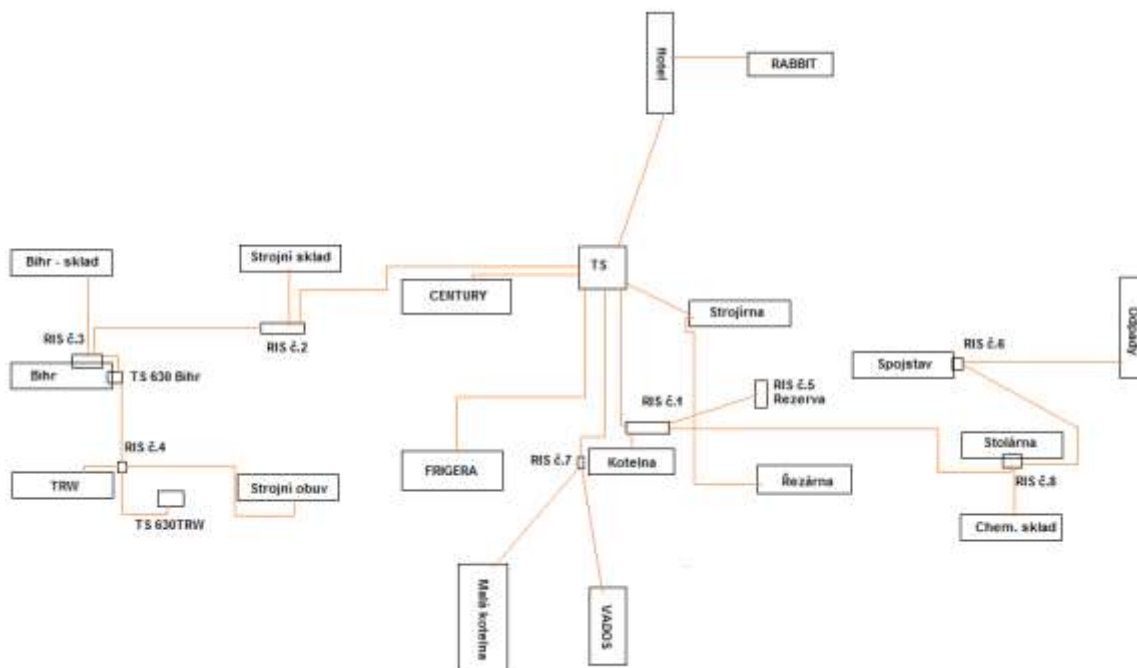 Hotel
RABBIT
Bihr - sklad
Strojní sklad
TS
CENTURY
Strojírna
Odpady
RIS č.3
RIS č.2
RIS č.6
Bihr
TS 630 Bihr
Spojstav
RIS č.5
Rezerva
RIS č.1
RIS č.4
Stolárna
TRW
Strojní obuv
FRIGERA
RIS č.7
Kotelna
Řezárna
RIS č.8
TS 630TRW
Chem. sklad
Malá kotelna
VADOS